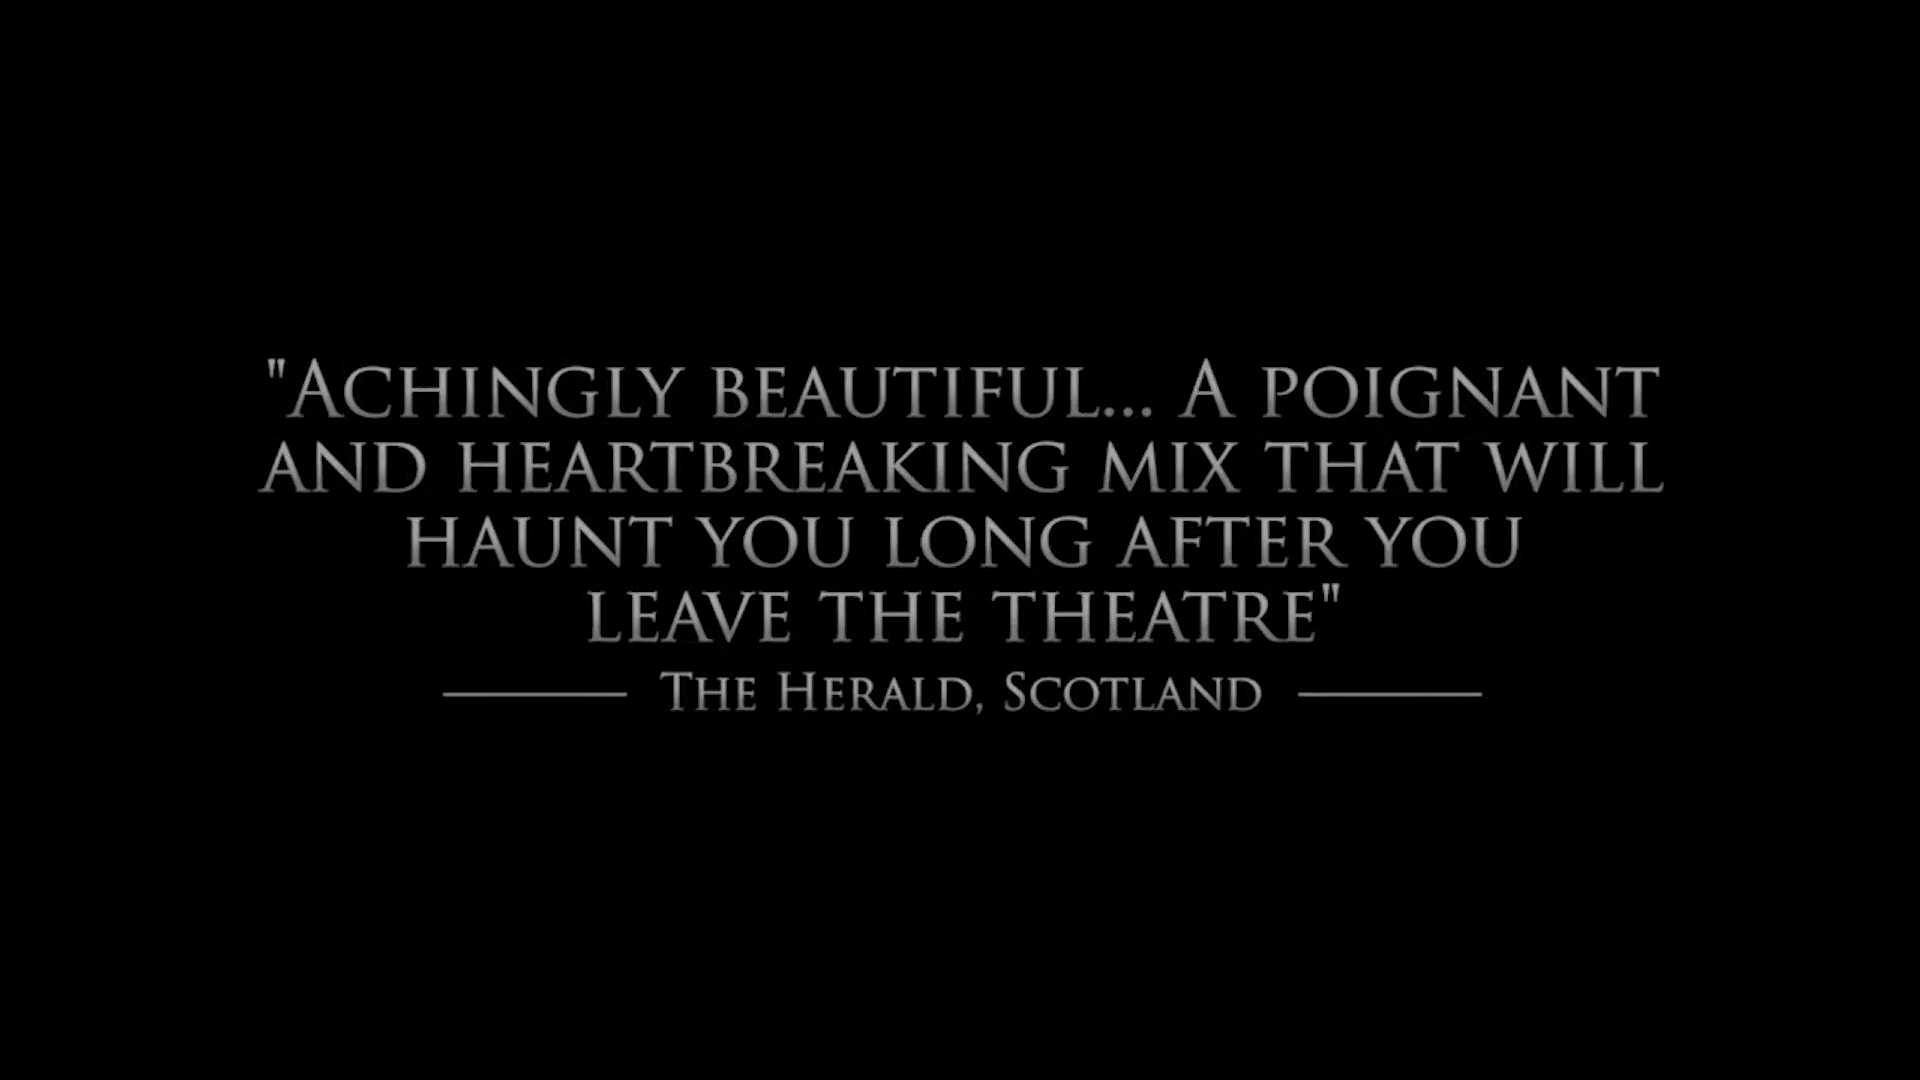 "Achingly beautiful... A poignant
and heartbreaking mix that will
haunt you long after you
leave the theatre"
The Herald, Scotland